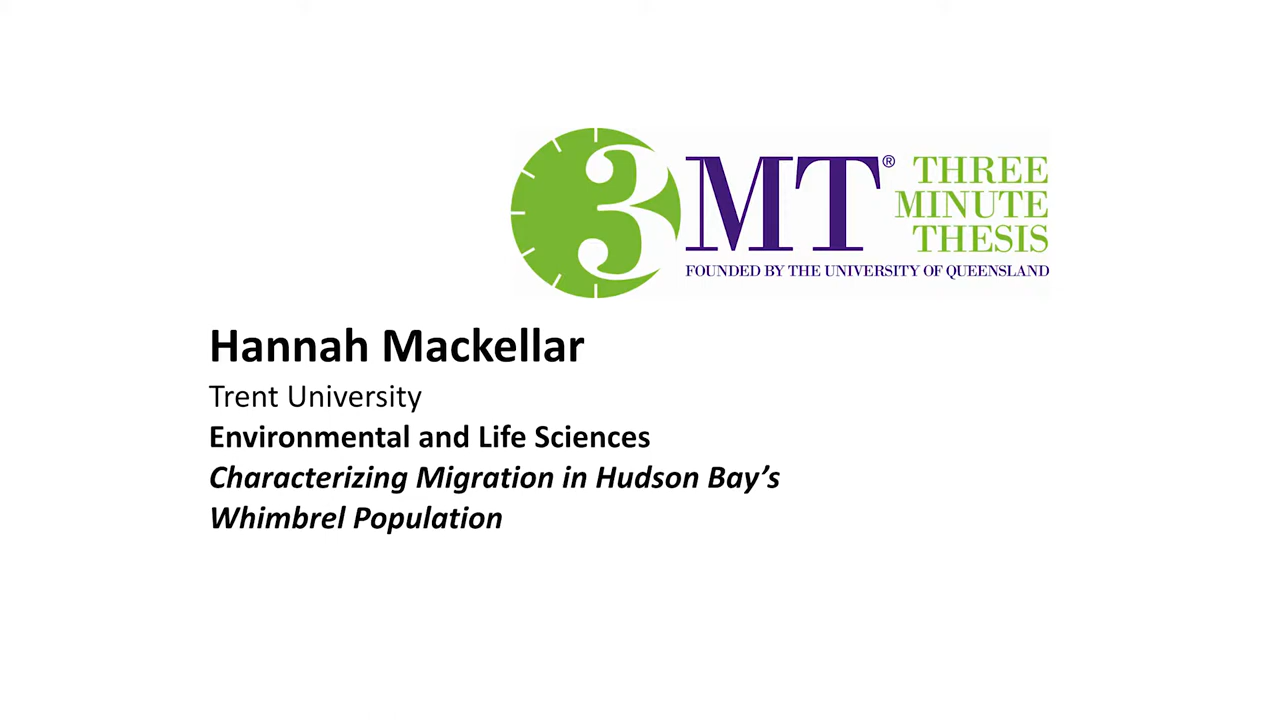 3MT® THREE
MINUTE
THESIS
FOUNDED BY THE UNIVERSITY OF QUEENSLAND
Hannah Mackellar
Trent University
Environmental and Life Sciences
Characterizing Migration in Hudson Bay’s
Whimbrel Population